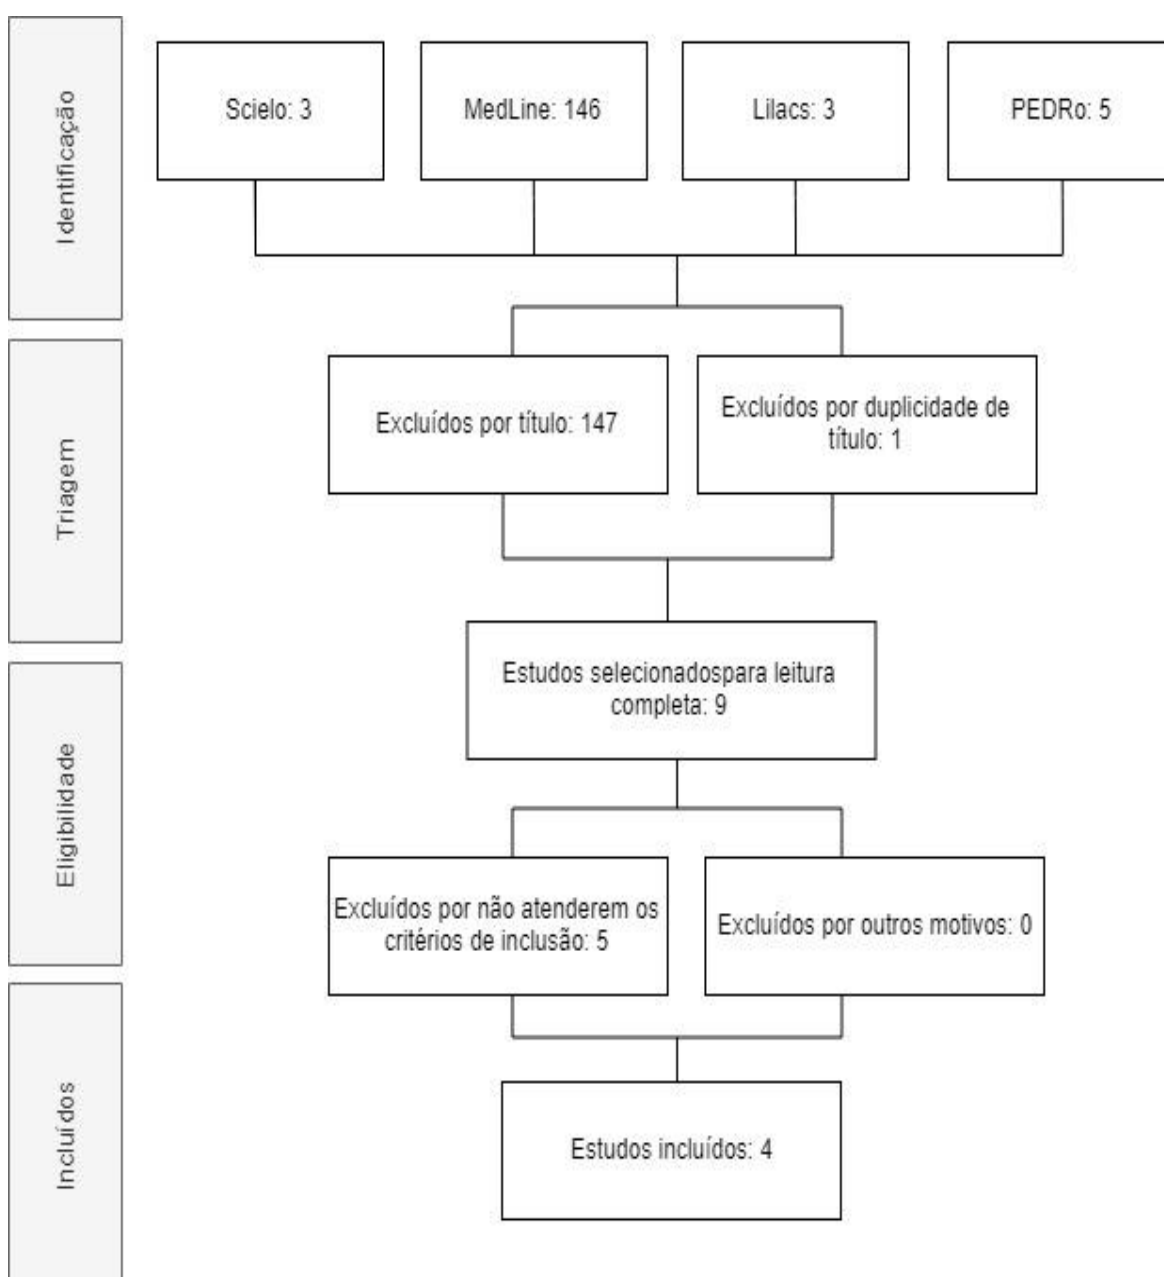 Identificação
Scielo: 3
MedLine: 146
Lilacs: 3
PEDRo: 5
Triagem
Excluídos por título: 147
Excluídos por duplicidade de
título: 1
Eligibilidade
Estudos selecionadospara leitura
completa: 9
Excluídos por não atenderem os
critérios de inclusão: 5
Excluídos por outros motivos: 0
Incluídos
Estudos incluídos: 4